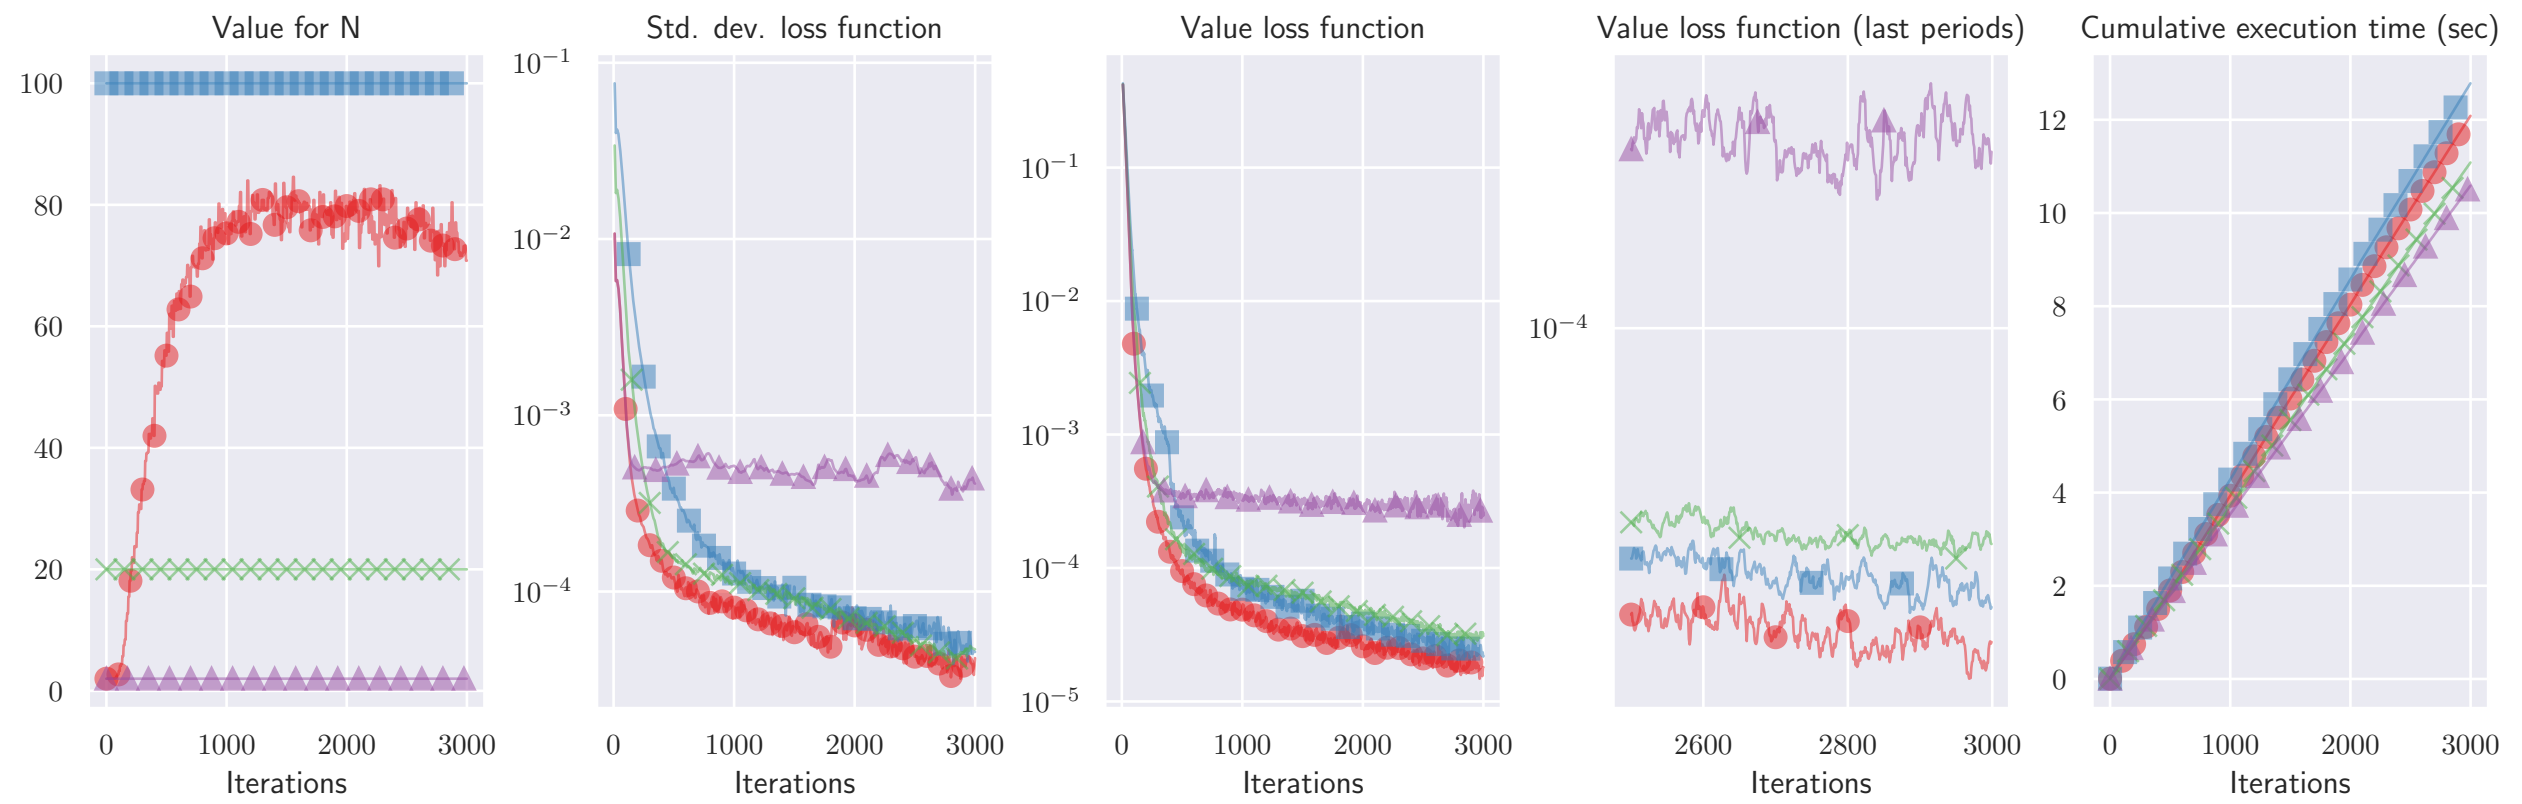 Value for N
100
80
60
40
20
0
0 1000 2000 3000
Iterations
Std. dev. loss function
10⁻¹
10⁻²
10⁻³
10⁻⁴
0 1000 2000 3000
Iterations
Value loss function
10⁻¹
10⁻²
10⁻³
10⁻⁴
10⁻⁵
0 1000 2000 3000
Iterations
Value loss function (last periods)
10⁻⁴
2600 2800 3000
Iterations
Cumulative execution time (sec)
12
10
8
6
4
2
0
0 1000 2000 3000
Iterations